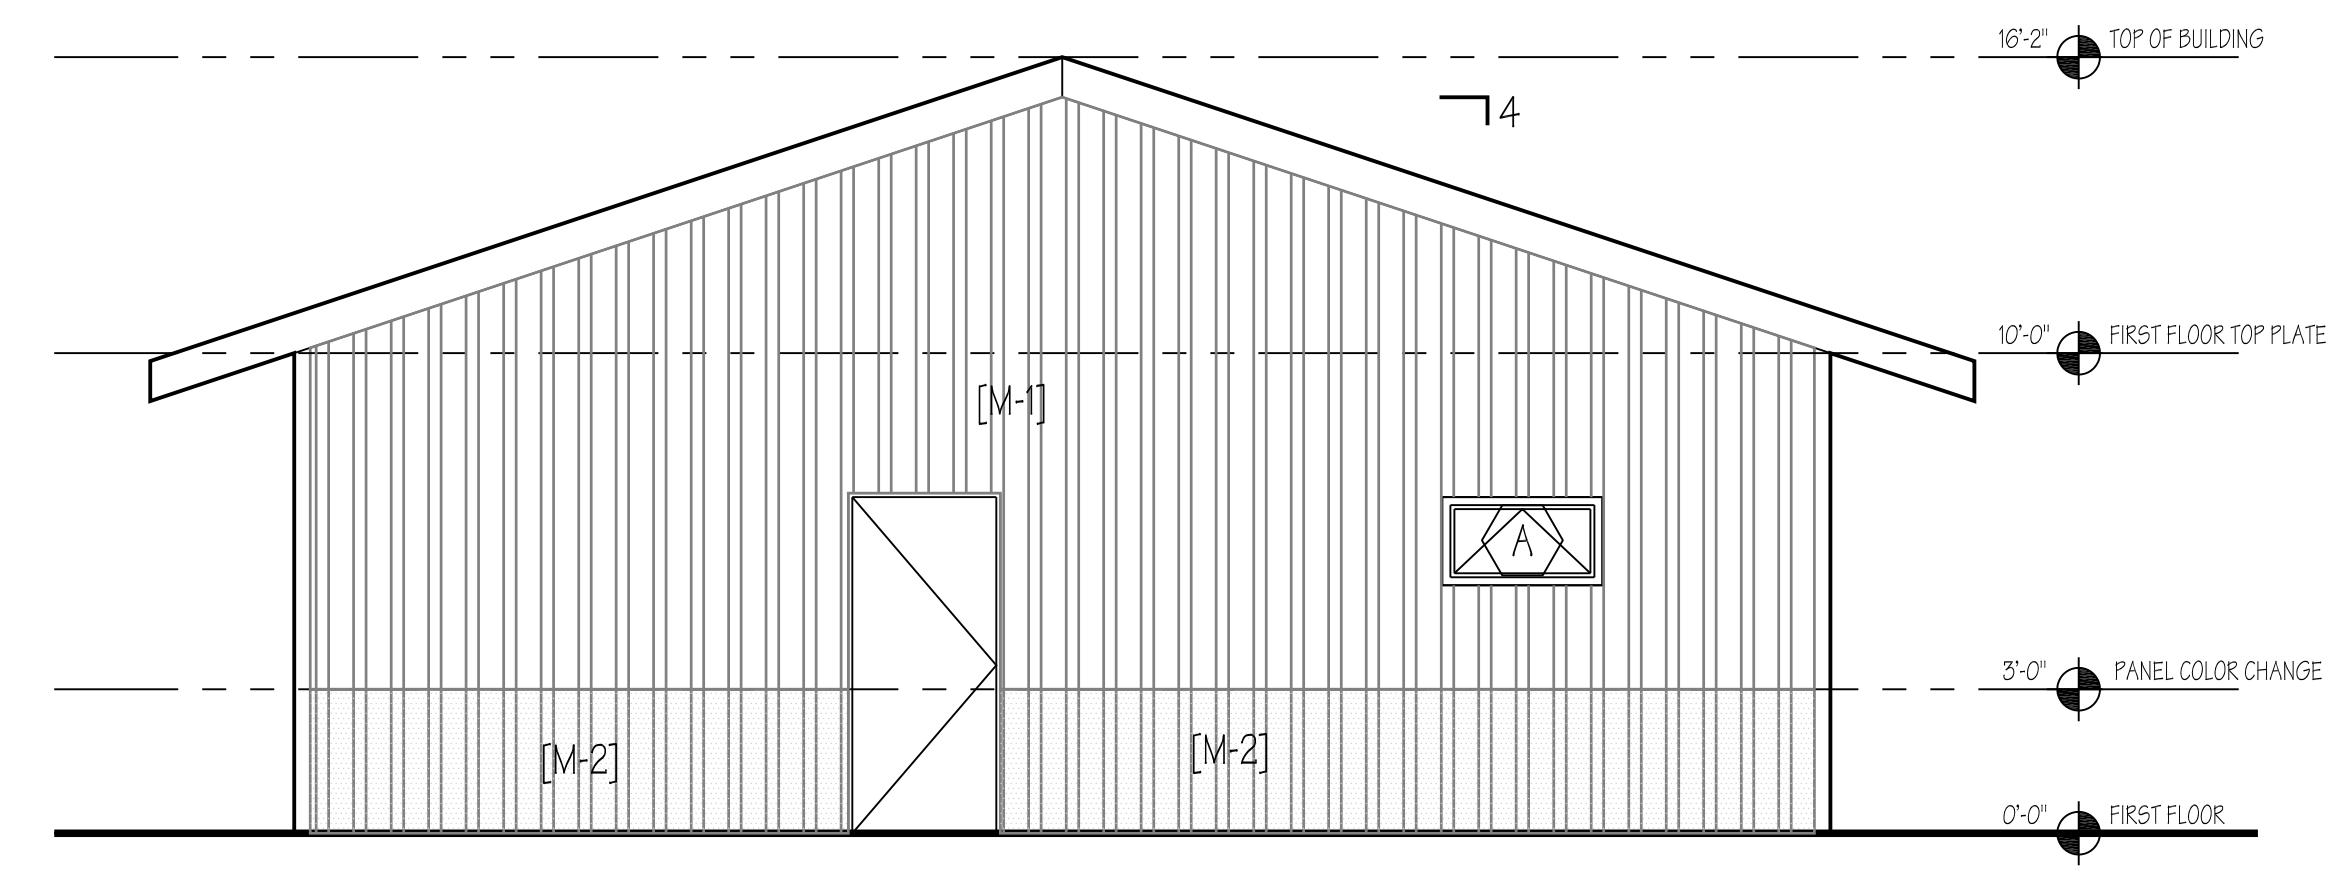 16'-2" TOP OF BUILDING
4
10'-0" FIRST FLOOR TOP PLATE
[M-1]
A
3'-0" PANEL COLOR CHANGE
[M-2]
[M-2]
0'-0" FIRST FLOOR